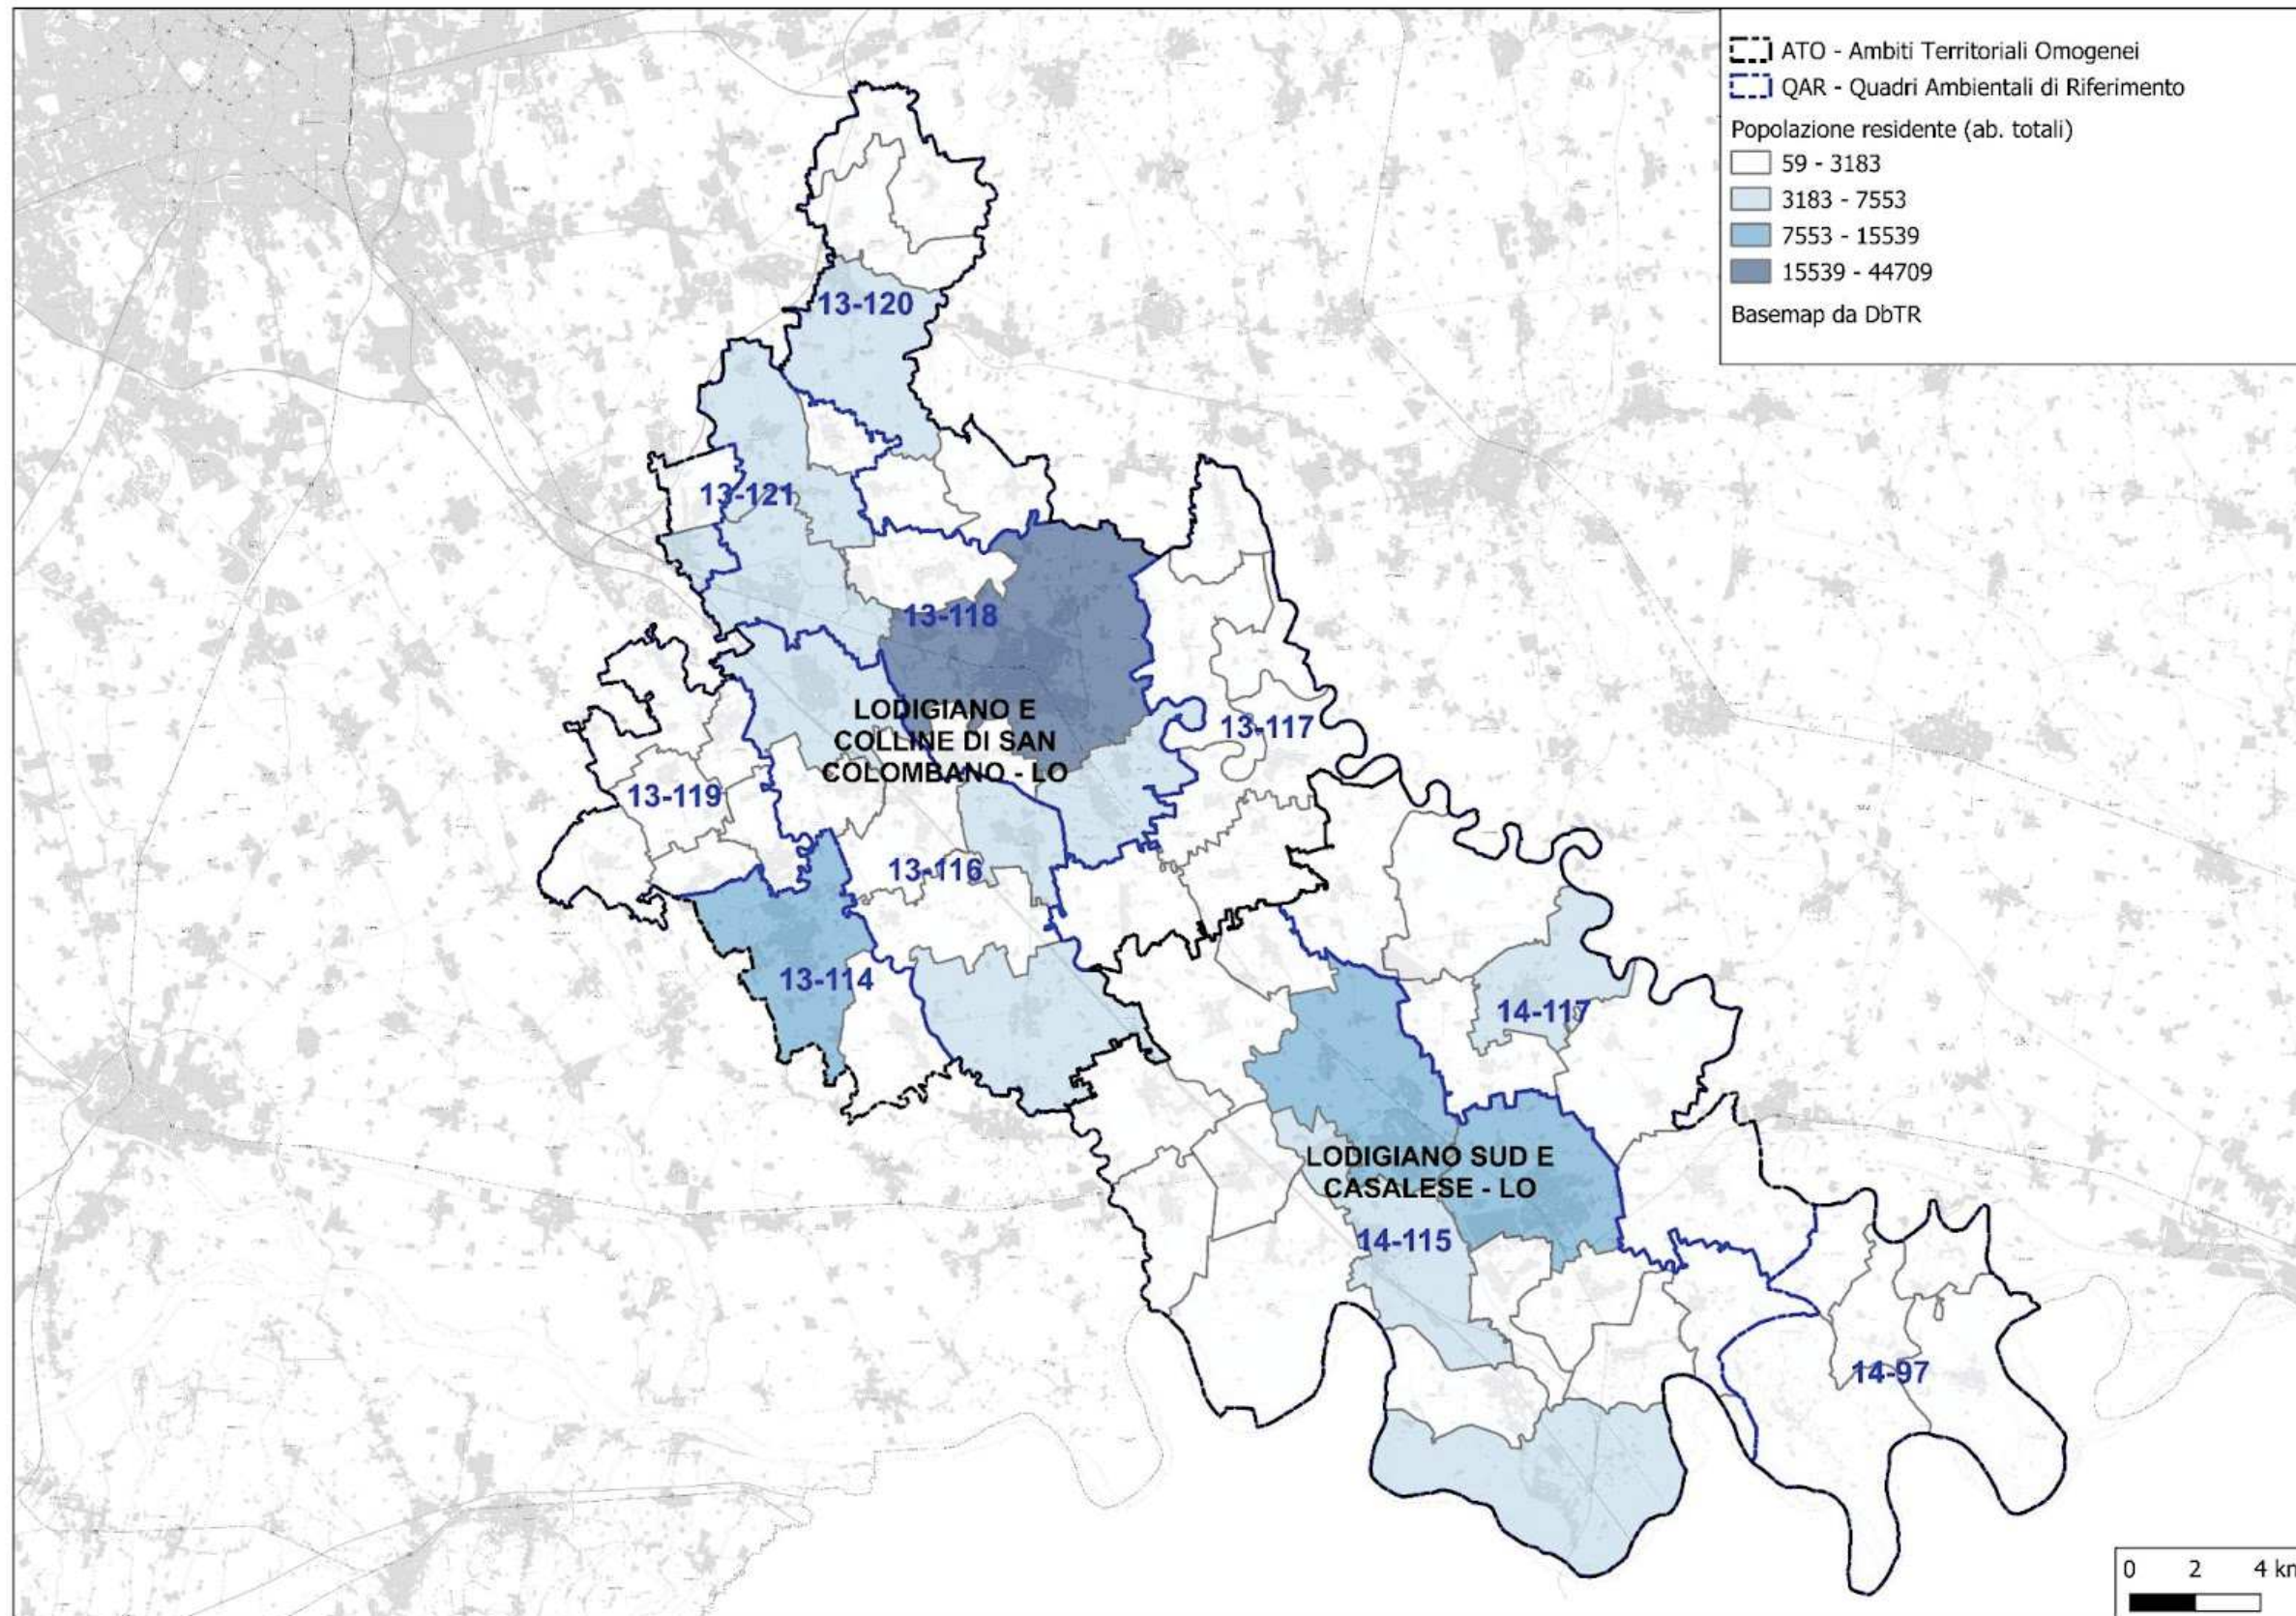 ATO - Ambiti Territoriali Omogenei
QAR - Quadri Ambientali di Riferimento
Popolazione residente (ab. totali)
59 - 3183
3183 - 7553
7553 - 15539
15539 - 44709
Basemap da DbTR
13-120
13-121
13-118
LODIGIANO E
COLLINE DI SAN
COLOMBANO - LO
13-117
13-119
13-116
13-114
14-117
LODIGIANO SUD E
CASALESE - LO
14-115
14-97
0 2 4 km